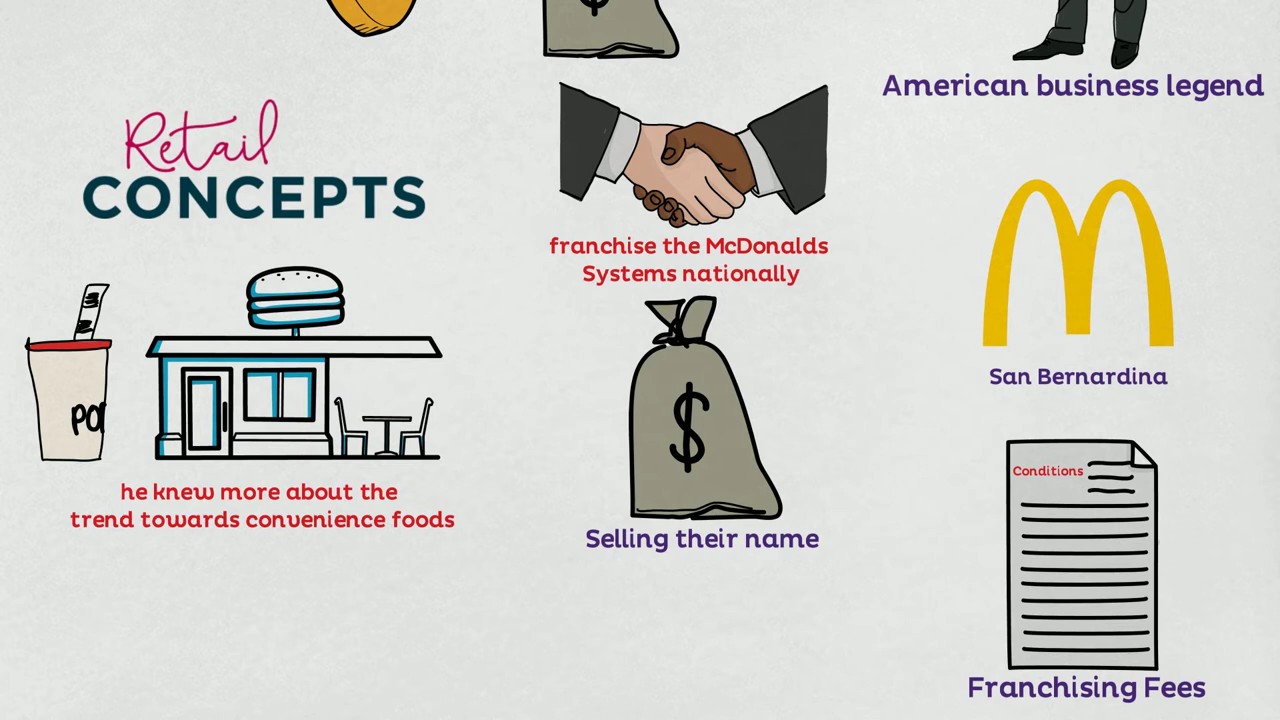 American business legend
Retail
CONCEPTS
franchise the McDonalds
Systems nationally
San Bernardina
$
he knew more about the
trend towards convenience foods
Selling their name
Conditions
Franchising Fees